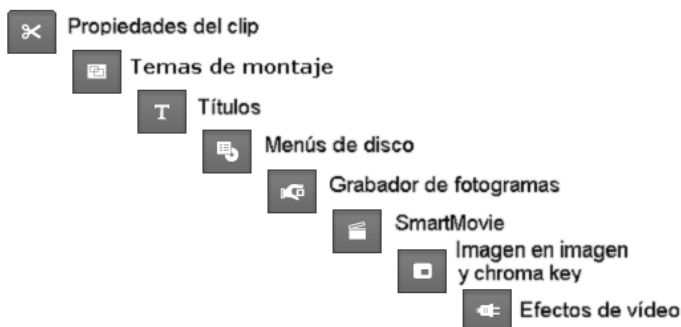 Propiedades del clip
Temas de montaje
T Títulos
Menús de disco
Grabador de fotogramas
SmartMovie
Imagen en imagen
y chroma key
Efectos de vídeo